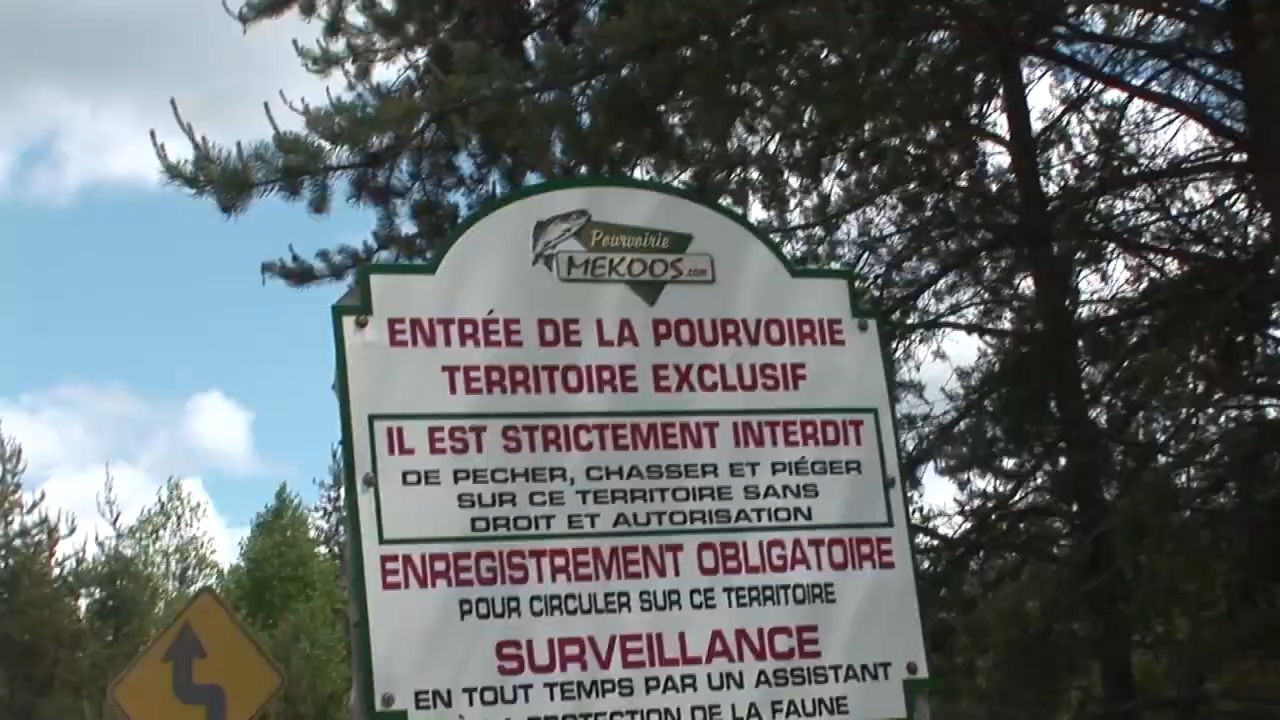 Pourvoirie
MEKOOS.com
ENTRÉE DE LA POURVOIRIE
TERRITOIRE EXCLUSIF
IL EST STRICTEMENT INTERDIT
DE PECHER, CHASSER ET PIÉGER
SUR CE TERRITOIRE SANS
DROIT ET AUTORISATION
ENREGISTREMENT OBLIGATOIRE
POUR CIRCULER SUR CE TERRITOIRE
SURVEILLANCE
EN TOUT TEMPS PAR UN ASSISTANT
À LA PROTECTION DE LA FAUNE